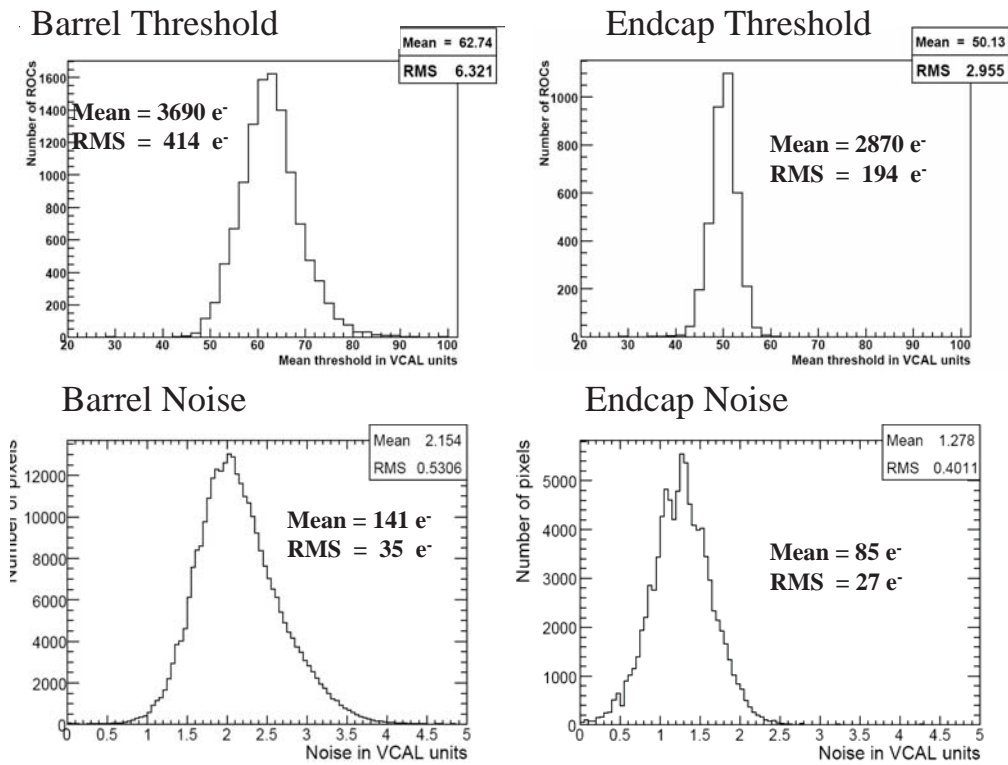 Barrel Threshold
Mean = 62.74
RMS 6.321
Number of ROCs
Mean = 3690 e-
RMS = 414 e-
1600
1400
1200
1000
800
600
400
200
0
20 30 40 50 60 70 80 90 100
Mean threshold in VCAL units
Endcap Threshold
Mean = 50.13
RMS 2.955
Number of ROCs
Mean = 2870 e-
RMS = 194 e-
1000
800
600
400
200
0
20 30 40 50 60 70 80 90 100
Mean threshold in VCAL units
Barrel Noise
Mean 2.154
RMS 0.5306
Number of pixels
Mean = 141 e-
RMS = 35 e-
12000
10000
8000
6000
4000
2000
0
0 0.5 1 1.5 2 2.5 3 3.5 4 4.5 5
Noise in VCAL units
Endcap Noise
Mean 1.278
RMS 0.4011
Number of pixels
Mean = 85 e-
RMS = 27 e-
5000
4000
3000
2000
1000
0
0 0.5 1 1.5 2 2.5 3 3.5 4 4.5 5
Noise in VCAL units